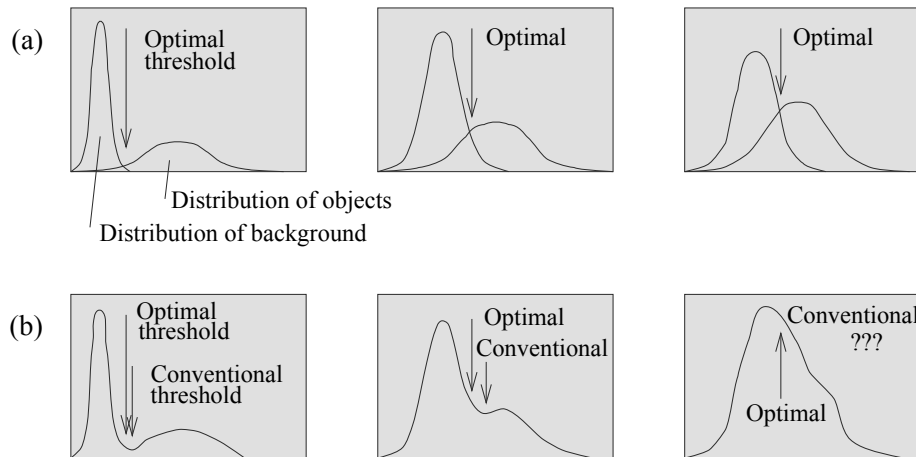 (a)
Optimal
threshold
Optimal
Optimal
Distribution of objects
Distribution of background
(b)
Optimal
threshold
Conventional
threshold
Optimal
Conventional
Conventional
???
Optimal